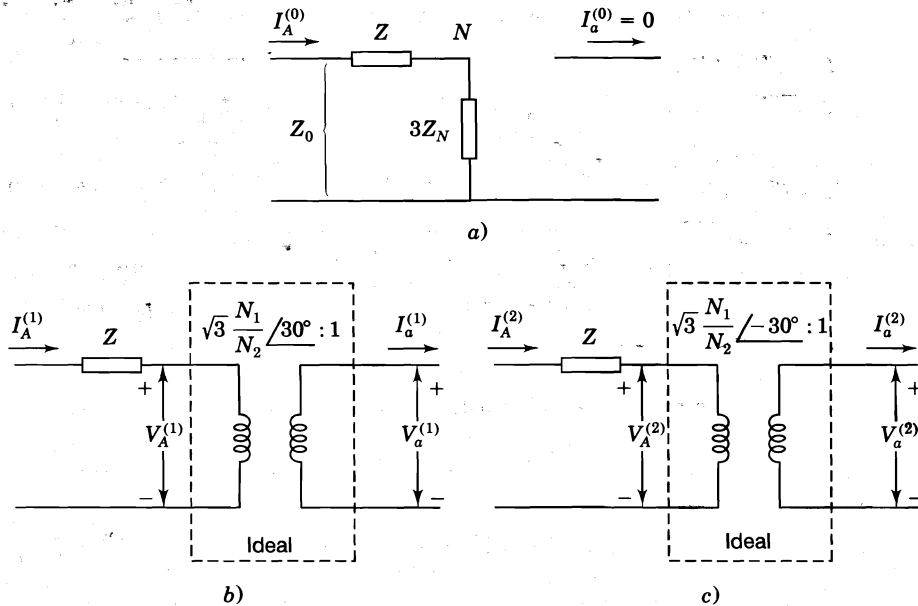 I_A^{(0)} Z N I_a^{(0)} = 0
Z_0 3Z_N
a)
I_A^{(1)} Z √3 N_1/N_2 /30° : 1 I_a^{(1)}
+ +
V_A^{(1)} V_a^{(1)}
− −
Ideal
b)
I_A^{(2)} Z √3 N_1/N_2 /−30° : 1 I_a^{(2)}
+ +
V_A^{(2)} V_a^{(2)}
− −
Ideal
c)